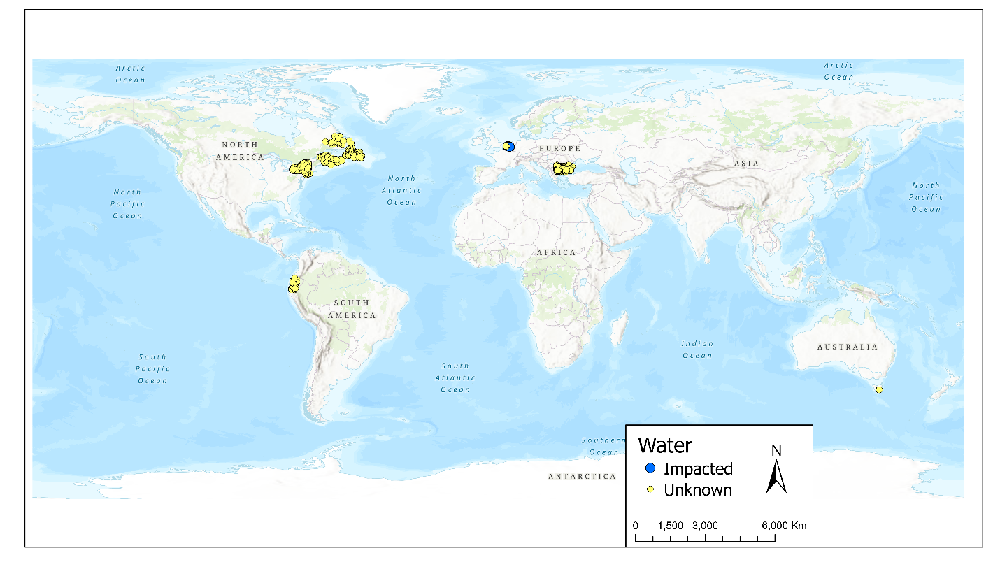 Arctic
Ocean
Arctic
Ocean
NORTH
AMERICA
EUROPE
ASIA
North
Atlantic
Ocean
North
Pacific
Ocean
North
Pacific
Ocean
AFRICA
SOUTH
AMERICA
Indian
Ocean
AUSTRALIA
South
Pacific
Ocean
South
Atlantic
Ocean
Southern
Ocean
ANTARCTICA
Water
N
Impacted
Unknown
0 1,500 3,000 6,000 Km